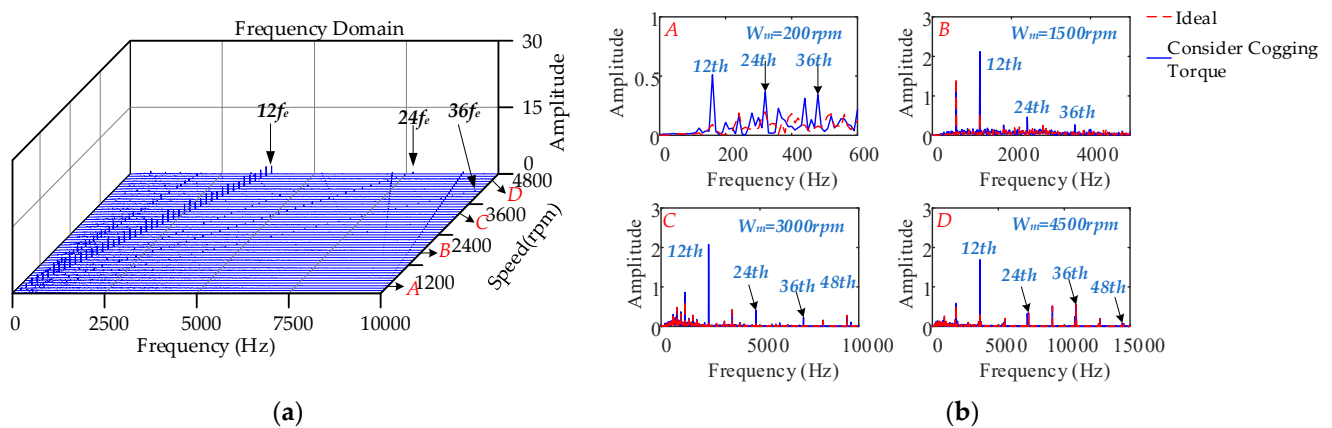 Frequency Domain
30
15
0
Amplitude
12fe
24fe
36fe
4800
3600
2400
1200
D
C
B
A
Speed(rpm)
0
2500
5000
7500
10000
Frequency (Hz)
(a)
A
Wm=200rpm
12th
24th
36th
1
0.5
0
Amplitude
0
200
400
600
Frequency (Hz)
B
Wm=1500rpm
12th
24th
36th
3
2
1
0
Amplitude
0
2000
4000
Frequency (Hz)
Ideal
Consider Cogging
Torque
C
Wm=3000rpm
12th
24th
36th
48th
3
2
1
0
Amplitude
0
5000
10000
Frequency (Hz)
D
Wm=4500rpm
12th
24th
36th
48th
3
2
1
0
Amplitude
0
5000
10000
15000
Frequency (Hz)
(b)